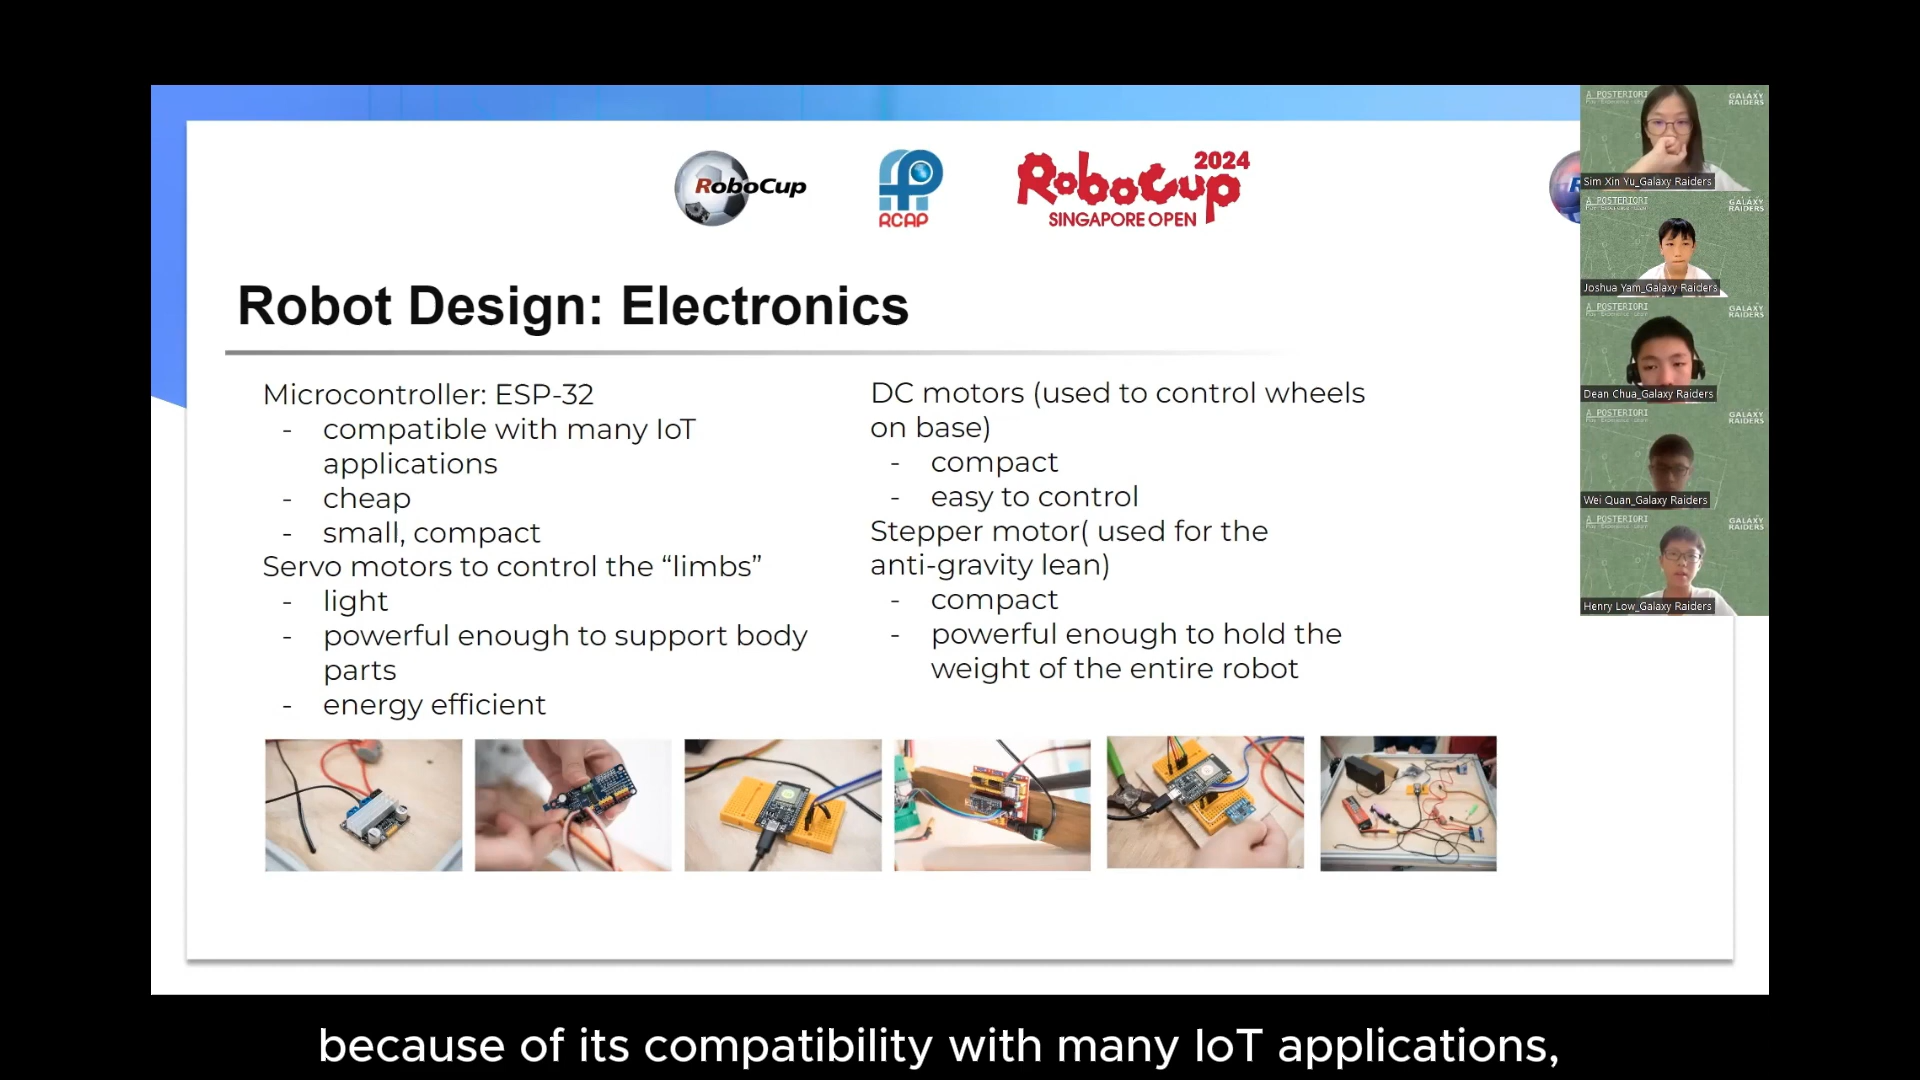 RoboCup
RCAP
RoboCup 2024
SINGAPORE OPEN
Robot Design: Electronics
Microcontroller: ESP-32
- compatible with many IoT
applications
- cheap
- small, compact
Servo motors to control the “limbs”
- light
- powerful enough to support body
parts
- energy efficient
DC motors (used to control wheels
on base)
- compact
- easy to control
Stepper motor( used for the
anti-gravity lean)
- compact
- powerful enough to hold the
weight of the entire robot
A POSTERIORI
GALAXY
RAIDERS
Sim Xin Yu_Galaxy Raiders
A POSTERIORI
GALAXY
RAIDERS
Joshua Yam_Galaxy Raiders
A POSTERIORI
GALAXY
RAIDERS
Dean Chua_Galaxy Raiders
A POSTERIORI
GALAXY
RAIDERS
Wei Quan_Galaxy Raiders
A POSTERIORI
GALAXY
RAIDERS
Henry Low_Galaxy Raiders
because of its compatibility with many IoT applications,